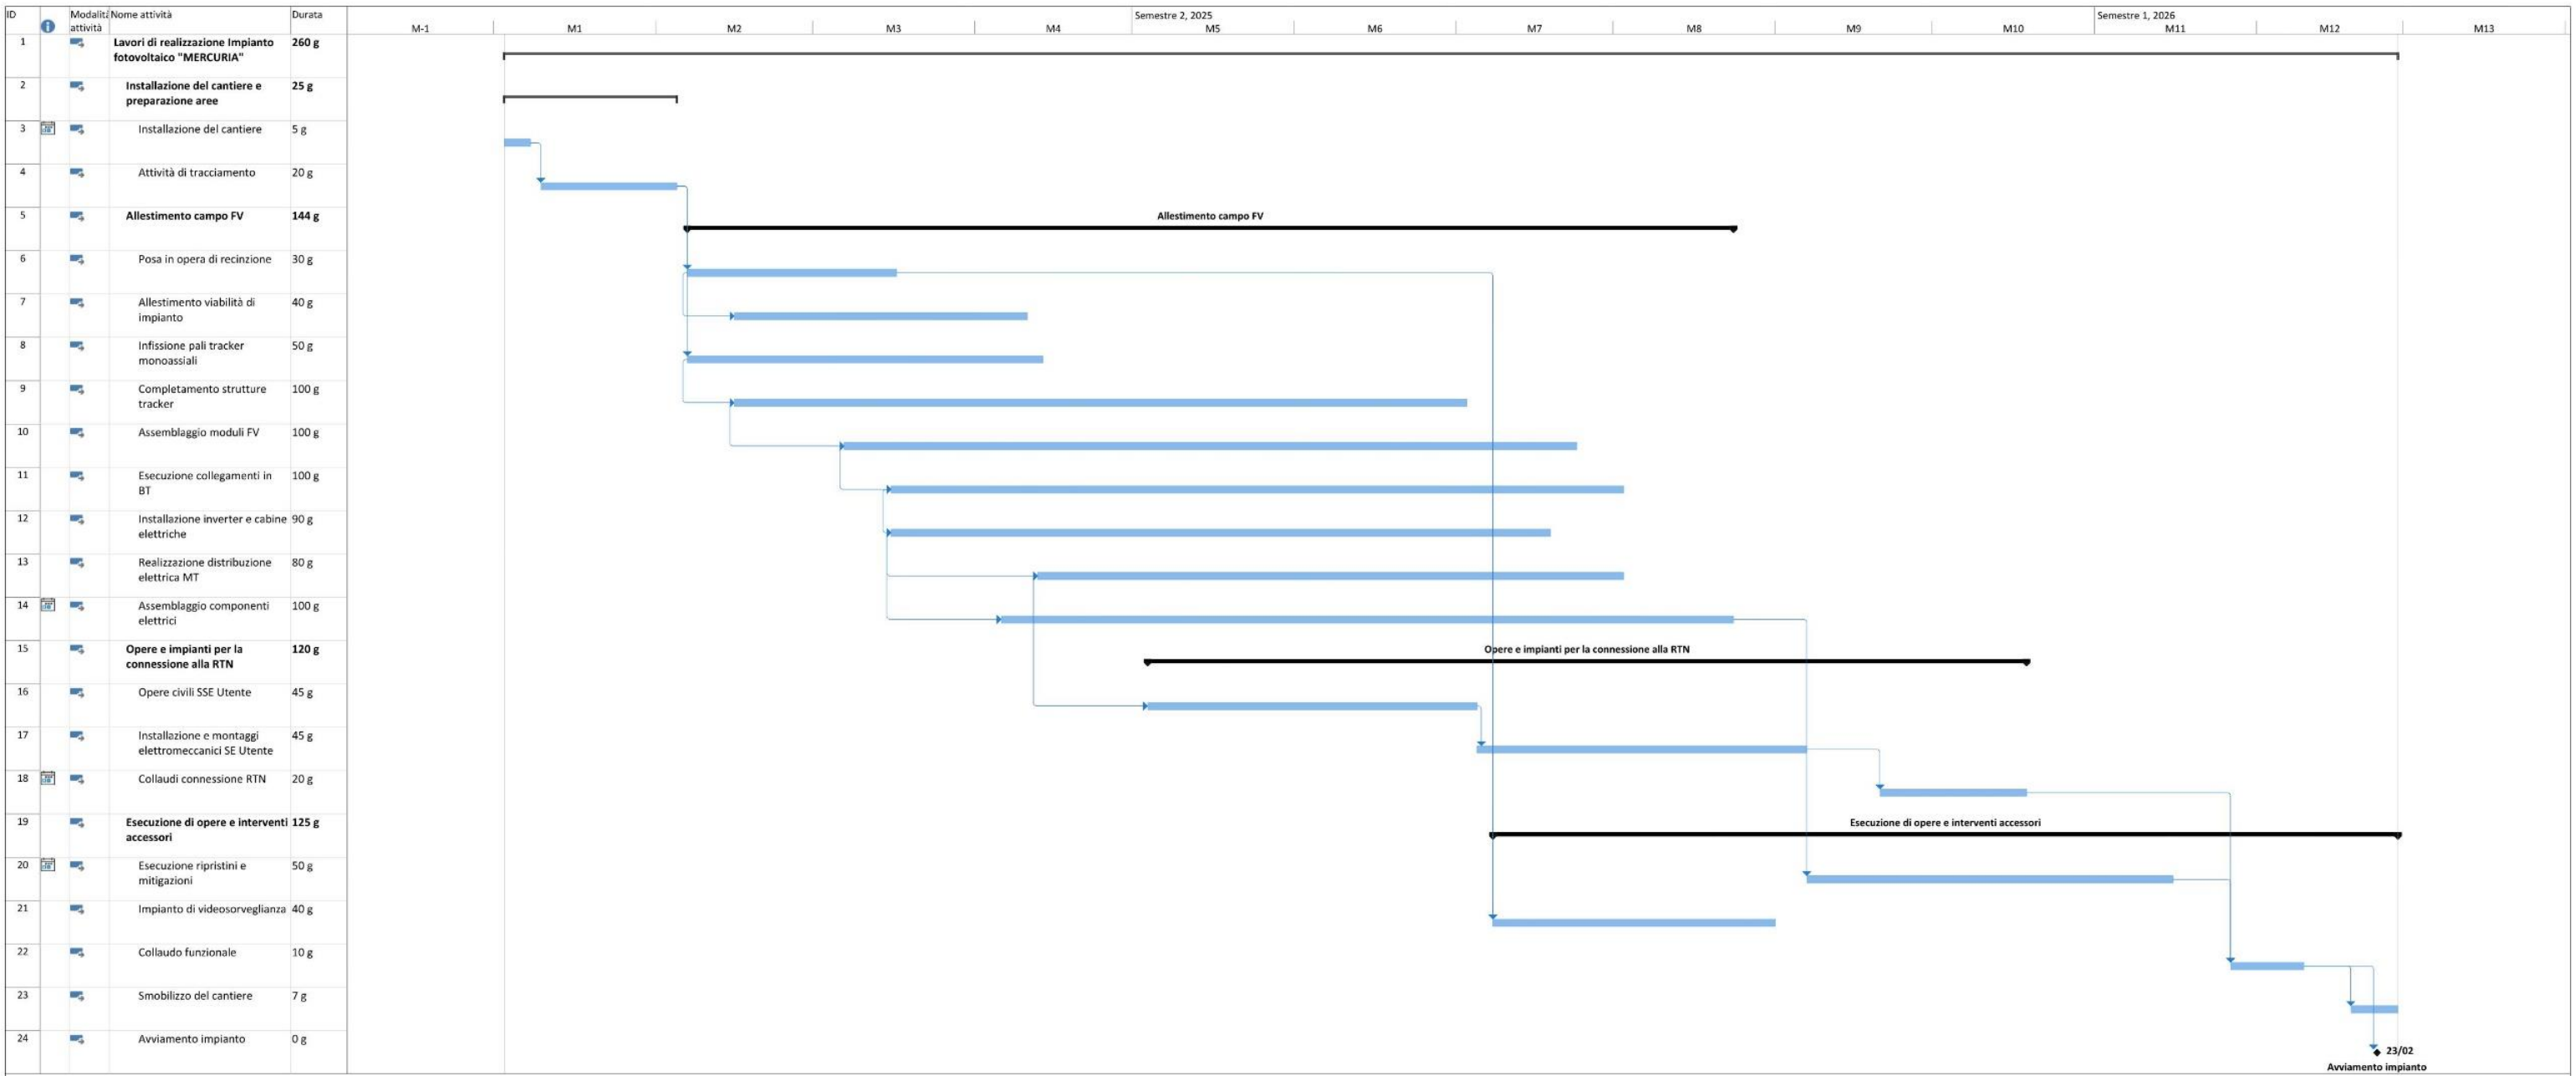 ID Modalità attività Nome attività Durata
Semestre 2, 2025 Semestre 1, 2026
M-1 M1 M2 M3 M4 M5 M6 M7 M8 M9 M10 M11 M12 M13
1 Lavori di realizzazione Impianto 260 g
fotovoltaico "MERCURIA"
2 Installazione del cantiere e 25 g
preparazione aree
3 Installazione del cantiere 5 g
4 Attività di tracciamento 20 g
5 Allestimento campo FV 144 g
Allestimento campo FV
6 Posa in opera di recinzione 30 g
7 Allestimento viabilità di 40 g
impianto
8 Infissione pali tracker 50 g
monoassiali
9 Completamento strutture 100 g
tracker
10 Assemblaggio moduli FV 100 g
11 Esecuzione collegamenti in 100 g
BT
12 Installazione inverter e cabine 90 g
elettriche
13 Realizzazione distribuzione 80 g
elettrica MT
14 Assemblaggio componenti 100 g
elettrici
15 Opere e impianti per la 120 g
connessione alla RTN
Opere e impianti per la connessione alla RTN
16 Opere civili SSE Utente 45 g
17 Installazione e montaggi 45 g
elettromeccanici SE Utente
18 Collaudi connessione RTN 20 g
19 Esecuzione di opere e interventi 125 g
accessori
Esecuzione di opere e interventi accessori
20 Esecuzione ripristini e 50 g
mitigazioni
21 Impianto di videosorveglianza 40 g
22 Collaudo funzionale 10 g
23 Smobilizzo del cantiere 7 g
24 Avviamento impianto 0 g
23/02
Avviamento impianto